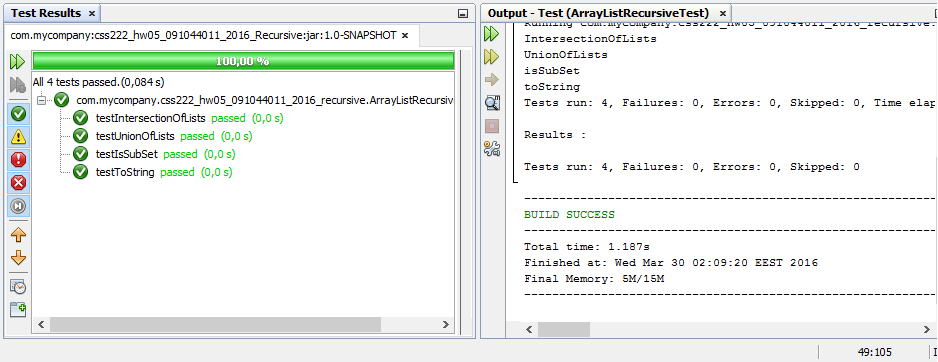 Test Results ×
com.mycompany:css222_hw05_091044011_2016_Recursive:jar:1.0-SNAPSHOT ×
100,00 %
All 4 tests passed.(0,084 s)
com.mycompany.css222_hw05_091044011_2016_recursive.ArrayListRecursive
testIntersectionOfLists passed (0,0 s)
testUnionOfLists passed (0,0 s)
testIsSubSet passed (0,0 s)
testToString passed (0,0 s)
Output - Test (ArrayListRecursiveTest) ×
Running com.mycompany.css222_hw05_091044011_2016_recursive.
IntersectionOfLists
UnionOfLists
isSubSet
toString
Tests run: 4, Failures: 0, Errors: 0, Skipped: 0, Time elap
Results :
Tests run: 4, Failures: 0, Errors: 0, Skipped: 0
------------------------------------------------------------------------
BUILD SUCCESS
------------------------------------------------------------------------
Total time: 1.187s
Finished at: Wed Mar 30 02:09:20 EEST 2016
Final Memory: 5M/15M
------------------------------------------------------------------------
49:105